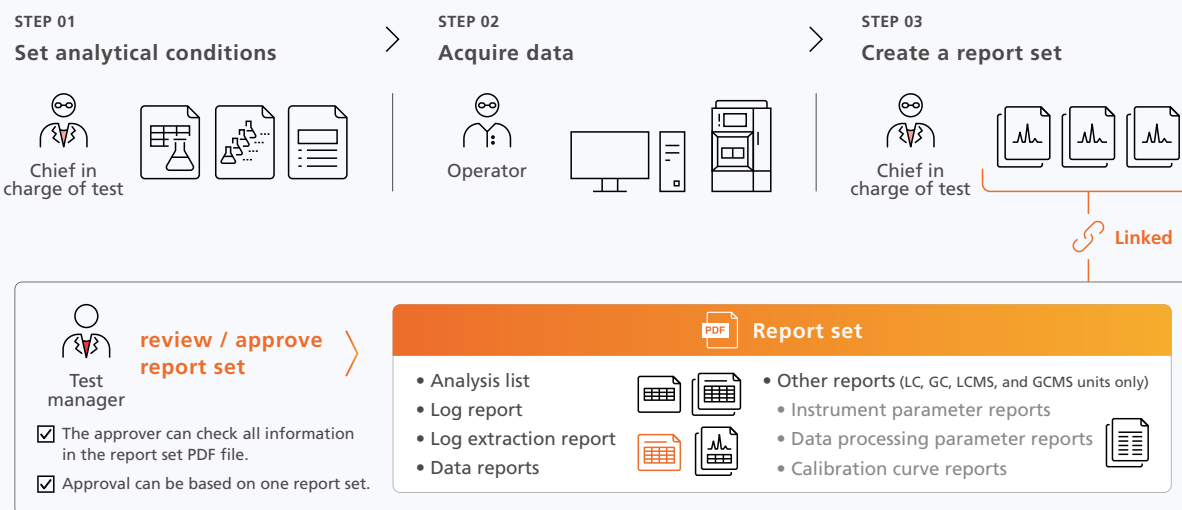 STEP 01
Set analytical conditions
Chief in
charge of test
STEP 02
Acquire data
Operator
STEP 03
Create a report set
Chief in
charge of test
Linked
Test
manager
review / approve
report set
The approver can check all information
in the report set PDF file.
Approval can be based on one report set.
PDF
Report set
• Analysis list
• Log report
• Log extraction report
• Data reports
• Other reports (LC, GC, LCMS, and GCMS units only)
• Instrument parameter reports
• Data processing parameter reports
• Calibration curve reports